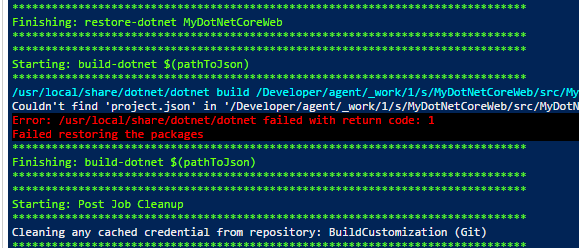 ******************************************************************************
Finishing: restore-dotnet MyDotNetCoreWeb
******************************************************************************
******************************************************************************
Starting: build-dotnet $(pathToJson)
******************************************************************************
/usr/local/share/dotnet/dotnet build /Developer/agent/_work/1/s/MyDotNetCoreWeb/src/My
Couldn't find 'project.json' in '/Developer/agent/_work/1/s/MyDotNetCoreWeb/src/MyDotN
Error: /usr/local/share/dotnet/dotnet failed with return code: 1
Failed restoring the packages
******************************************************************************
Finishing: build-dotnet $(pathToJson)
******************************************************************************
******************************************************************************
Starting: Post Job Cleanup
******************************************************************************
Cleaning any cached credential from repository: BuildCustomization (Git)
******************************************************************************